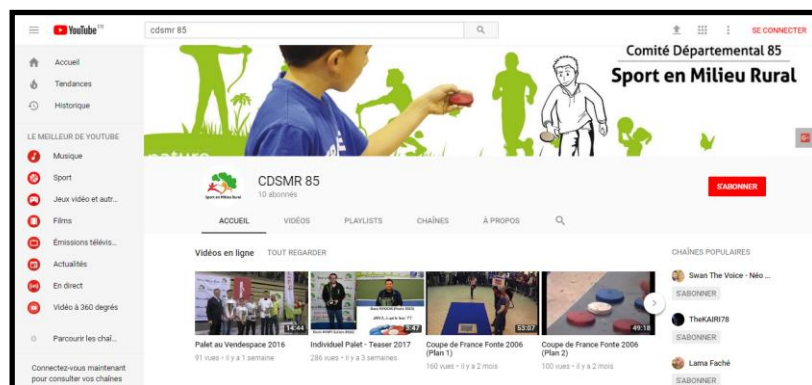 YouTube FR
cdsmr 85
SE CONNECTER
Accueil
Tendances
Historique
LE MEILLEUR DE YOUTUBE
Musique
Sport
Jeux vidéo et autr...
Films
Émissions télévis...
Actualités
En direct
Vidéo à 360 degrés
Parcourir les chaî...
Connectez-vous maintenant
pour consulter vos chaînes
Comité Départemental 85
Sport en Milieu Rural
nature
Sport en Milieu Rural
CDSMR 85
10 abonnés
S'ABONNER
ACCUEIL VIDÉOS PLAYLISTS CHAÎNES À PROPOS
Vidéos en ligne TOUT REGARDER
14:44
3:47
53:07
49:18
Palet au Vendespace 2016
91 vues • il y a 1 semaine
Individuel Palet - Teaser 2017
286 vues • il y a 3 semaines
Coupe de France Fonte 2006
(Plan 1)
160 vues • il y a 2 mois
Coupe de France Fonte 2006
(Plan 2)
100 vues • il y a 2 mois
CHAÎNES POPULAIRES
Swan The Voice - Néo ...
S'ABONNER
TheKAIRI78
S'ABONNER
Lama Faché
S'ABONNER